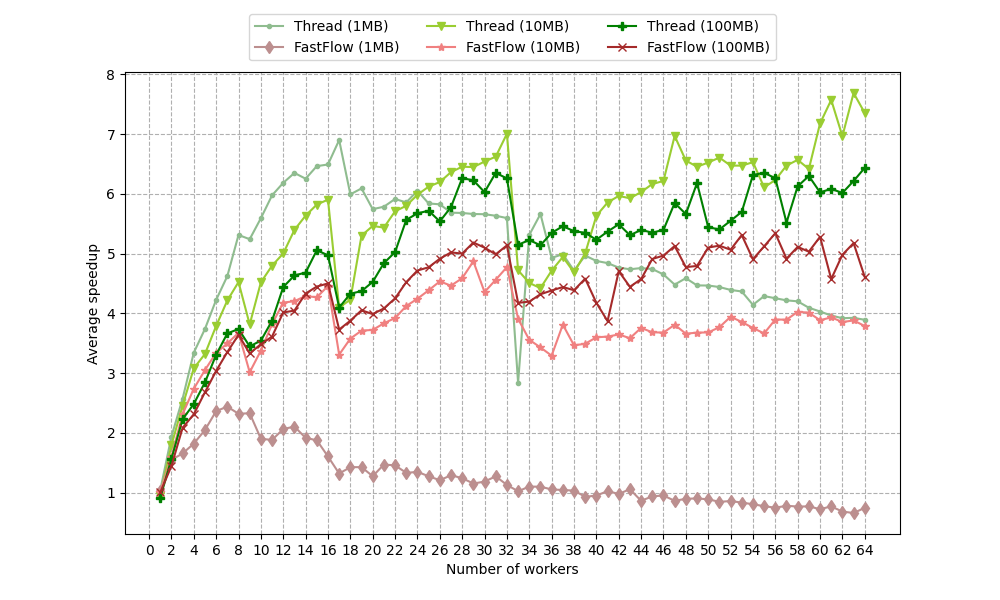 Thread (1MB) Thread (10MB) Thread (100MB)
FastFlow (1MB) FastFlow (10MB) FastFlow (100MB)
8
7
6
5
4
3
2
1
Average speedup
0 2 4 6 8 10 12 14 16 18 20 22 24 26 28 30 32 34 36 38 40 42 44 46 48 50 52 54 56 58 60 62 64
Number of workers